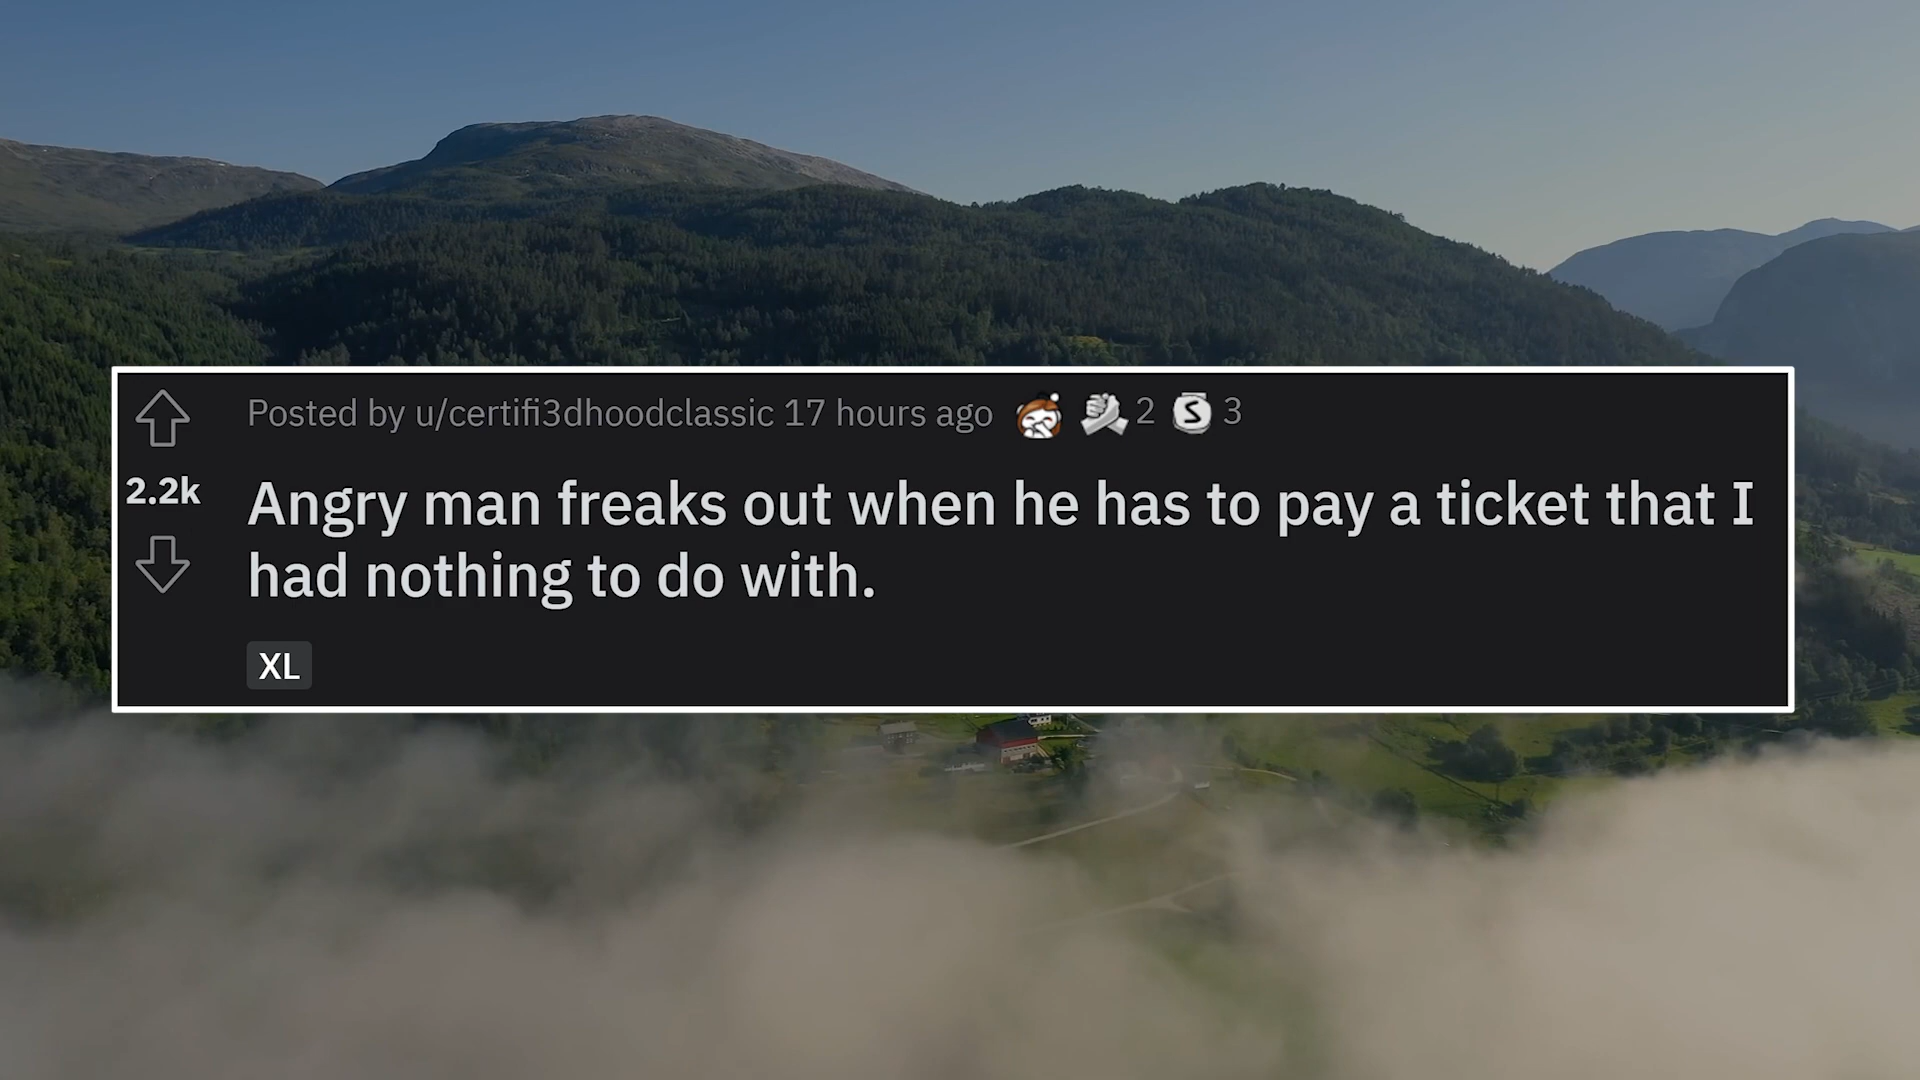 Posted by u/certifi3dhoodclassic 17 hours ago 2 S 3
2.2k
Angry man freaks out when he has to pay a ticket that I
had nothing to do with.
XL